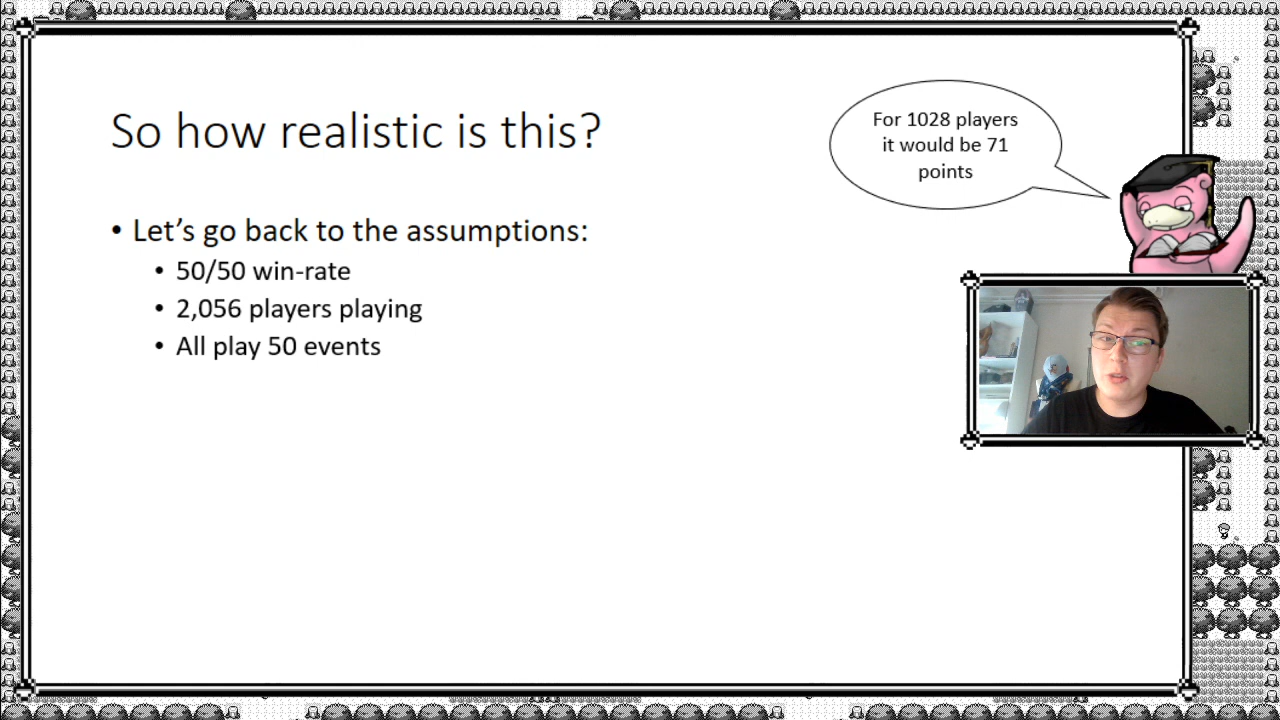 So how realistic is this?
For 1028 players
it would be 71
points
• Let's go back to the assumptions:
• 50/50 win-rate
• 2,056 players playing
• All play 50 events